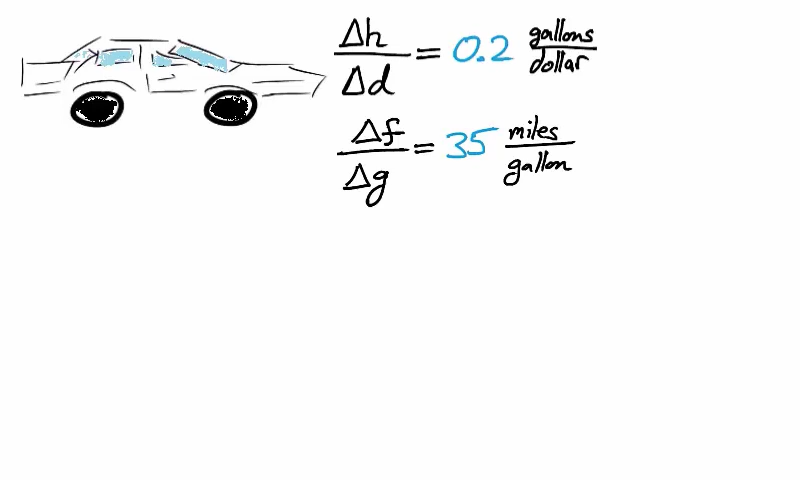 Δh/Δd = 0.2 gallons/dollar
Δf/Δg = 35 miles/gallon